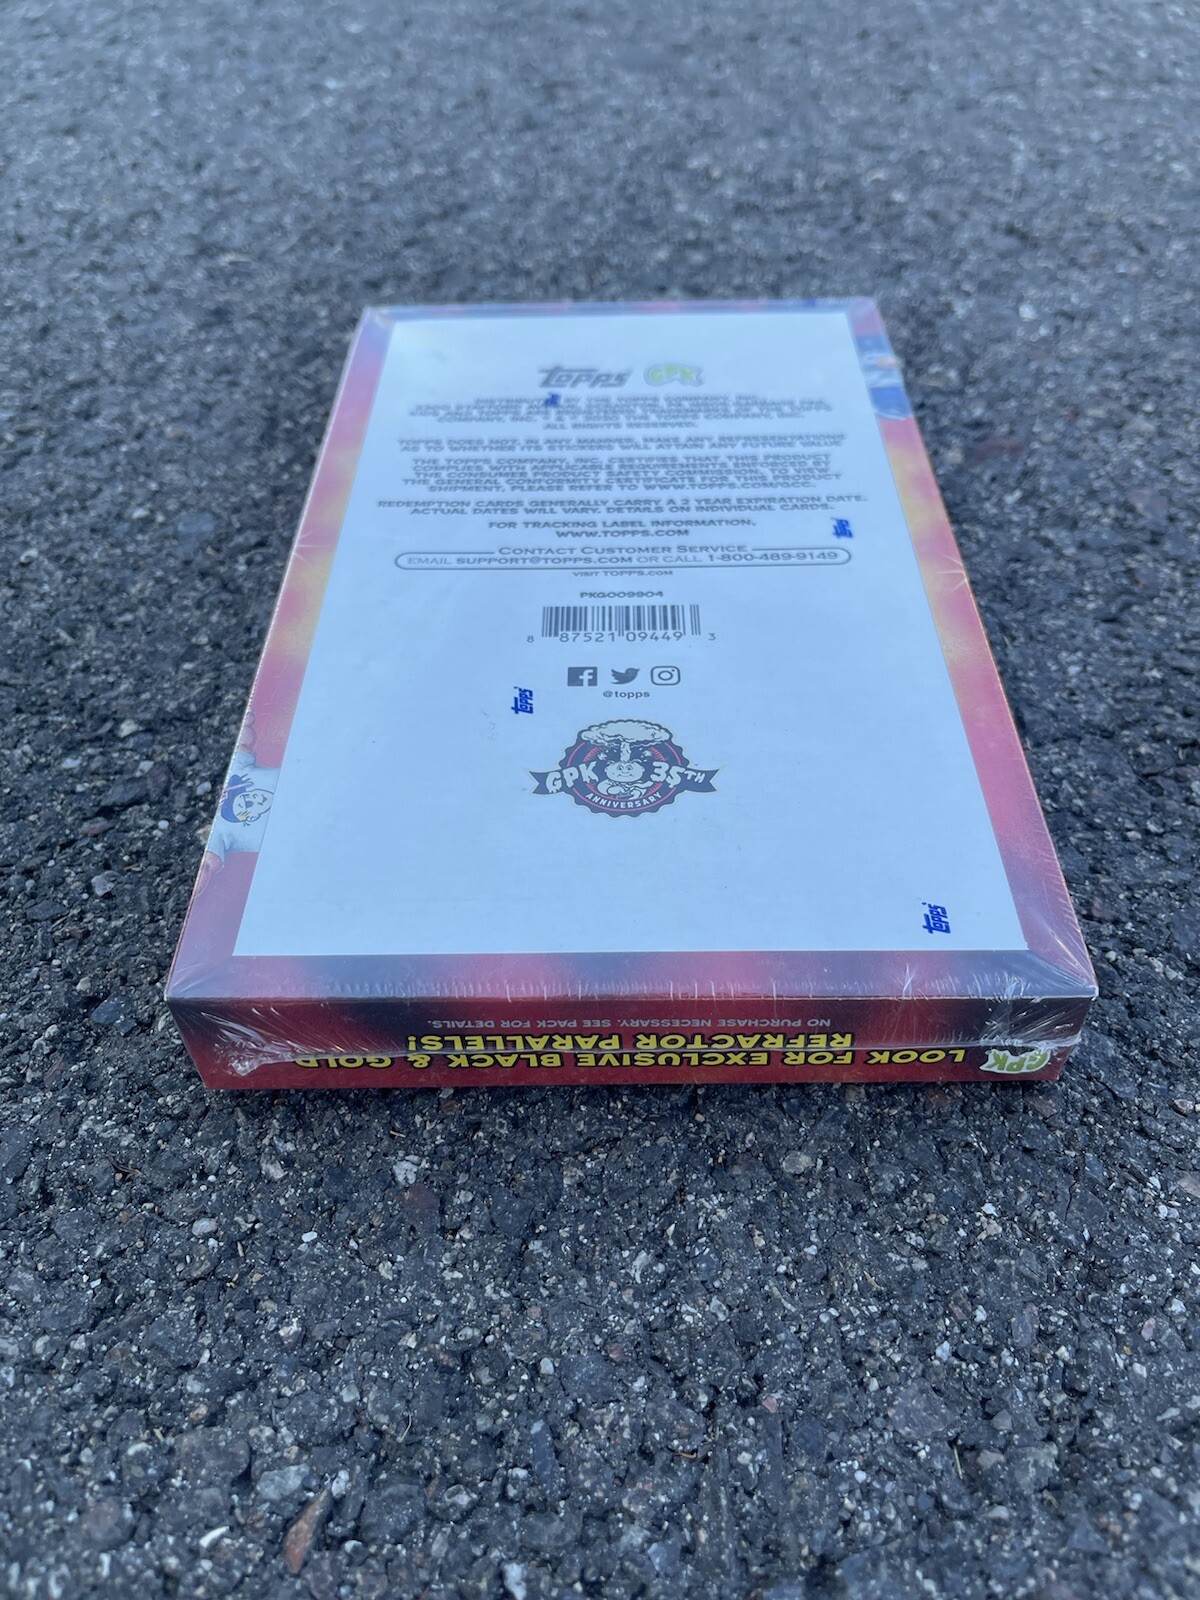 Topps GPK
ALL RIGHTS RESERVED.
TOPPS DOES NOT, IN ANY MANNER, MAKE ANY REPRESENTATIONS
AS TO WHETHER ITS STICKERS WILL ATTAIN ANY FUTURE VALUE
THE TOPPS COMPANY, INC. CERTIFIES THAT THIS PRODUCT
COMPLIES WITH APPLICABLE REQUIREMENTS ENFORCED BY
THE CONSUMER PRODUCT SAFETY COMMISSION. TO VIEW
THE GENERAL CONFORMITY CERTIFICATE FOR THIS PRODUCT
SHIPMENT, PLEASE REFER TO WWW.TOPPS.COM/GCC.
REDEMPTION CARDS GENERALLY CARRY A 2 YEAR EXPIRATION DATE.
ACTUAL DATES WILL VARY. DETAILS ON INDIVIDUAL CARDS.
FOR TRACKING LABEL INFORMATION,
WWW.TOPPS.COM
Topps
CONTACT CUSTOMER SERVICE
EMAIL SUPPORT@TOPPS.COM OR CALL 1-800-489-9149
VISIT TOPPS.COM
PKG009904
8 87521 09449 3
@topps
Topps
GPK 35TH
ANNIVERSARY
Topps
NO PURCHASE NECESSARY. SEE PACK FOR DETAILS.
GPK LOOK FOR EXCLUSIVE BLACK & GOLD
REFRACTOR PARALLELS!